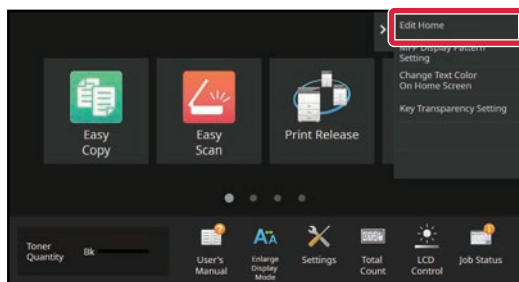 Edit Home
MFP Display Pattern
Setting
Change Text Color
On Home Screen
Key Transparency Setting
Easy
Copy
Easy
Scan
Print Release
Toner
Quantity
Bk
User's
Manual
Enlarge
Display
Mode
Settings
Total
Count
LCD
Control
Job Status